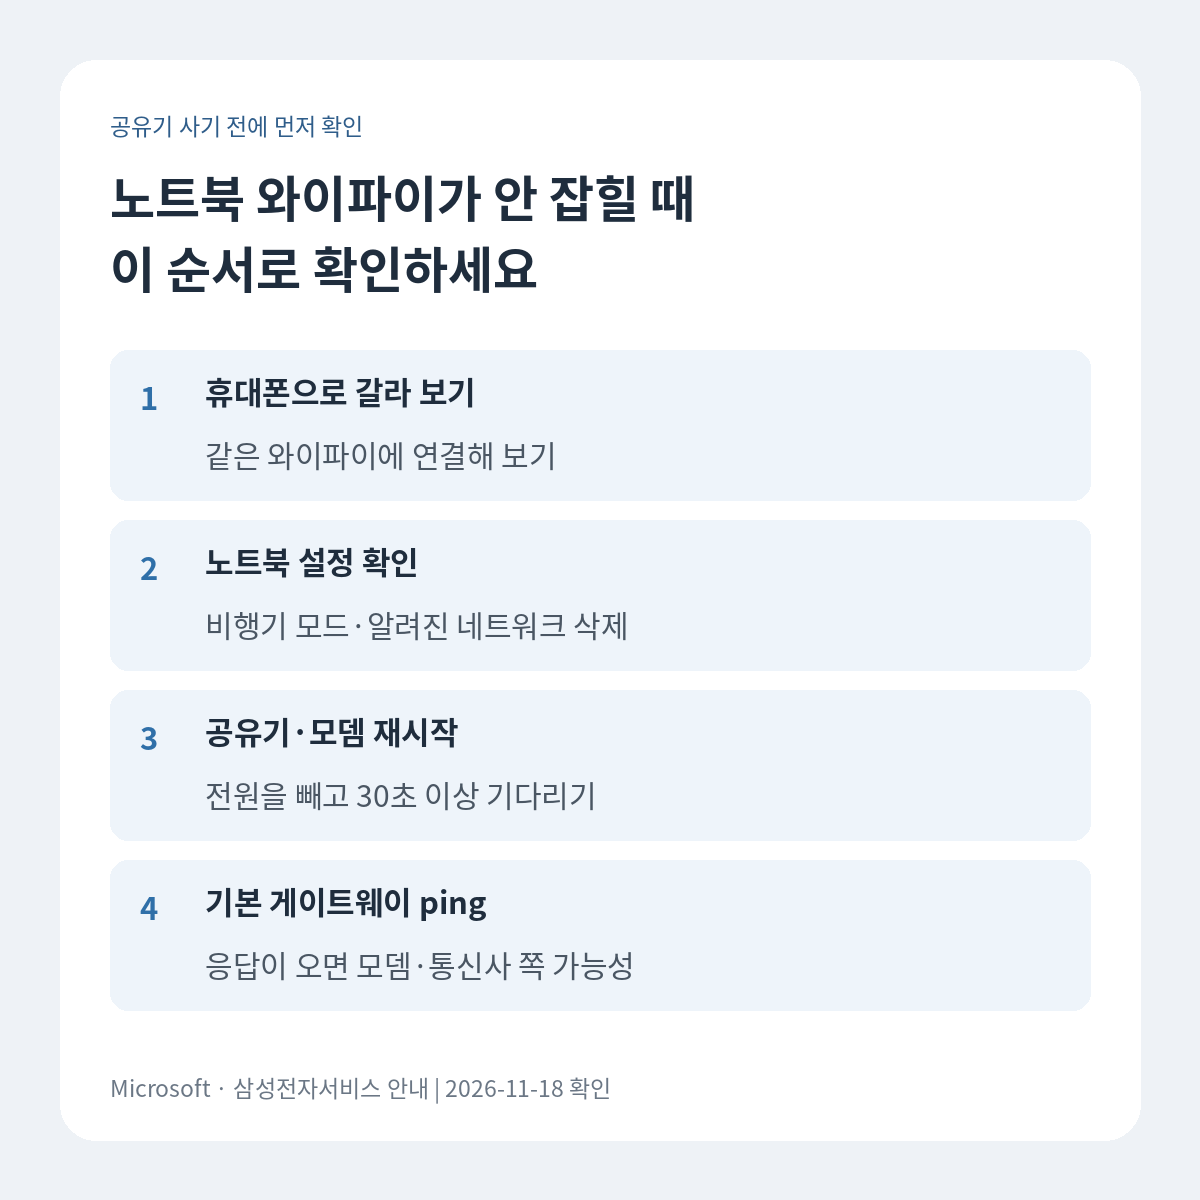 공유기 사기 전에 먼저 확인
노트북 와이파이가 안 잡힐 때
이 순서로 확인하세요
1 휴대폰으로 갈라 보기
같은 와이파이에 연결해 보기
2 노트북 설정 확인
비행기 모드·알려진 네트워크 삭제
3 공유기·모뎀 재시작
전원을 빼고 30초 이상 기다리기
4 기본 게이트웨이 ping
응답이 오면 모뎀·통신사 쪽 가능성
Microsoft · 삼성전자서비스 안내 | 2026-11-18 확인